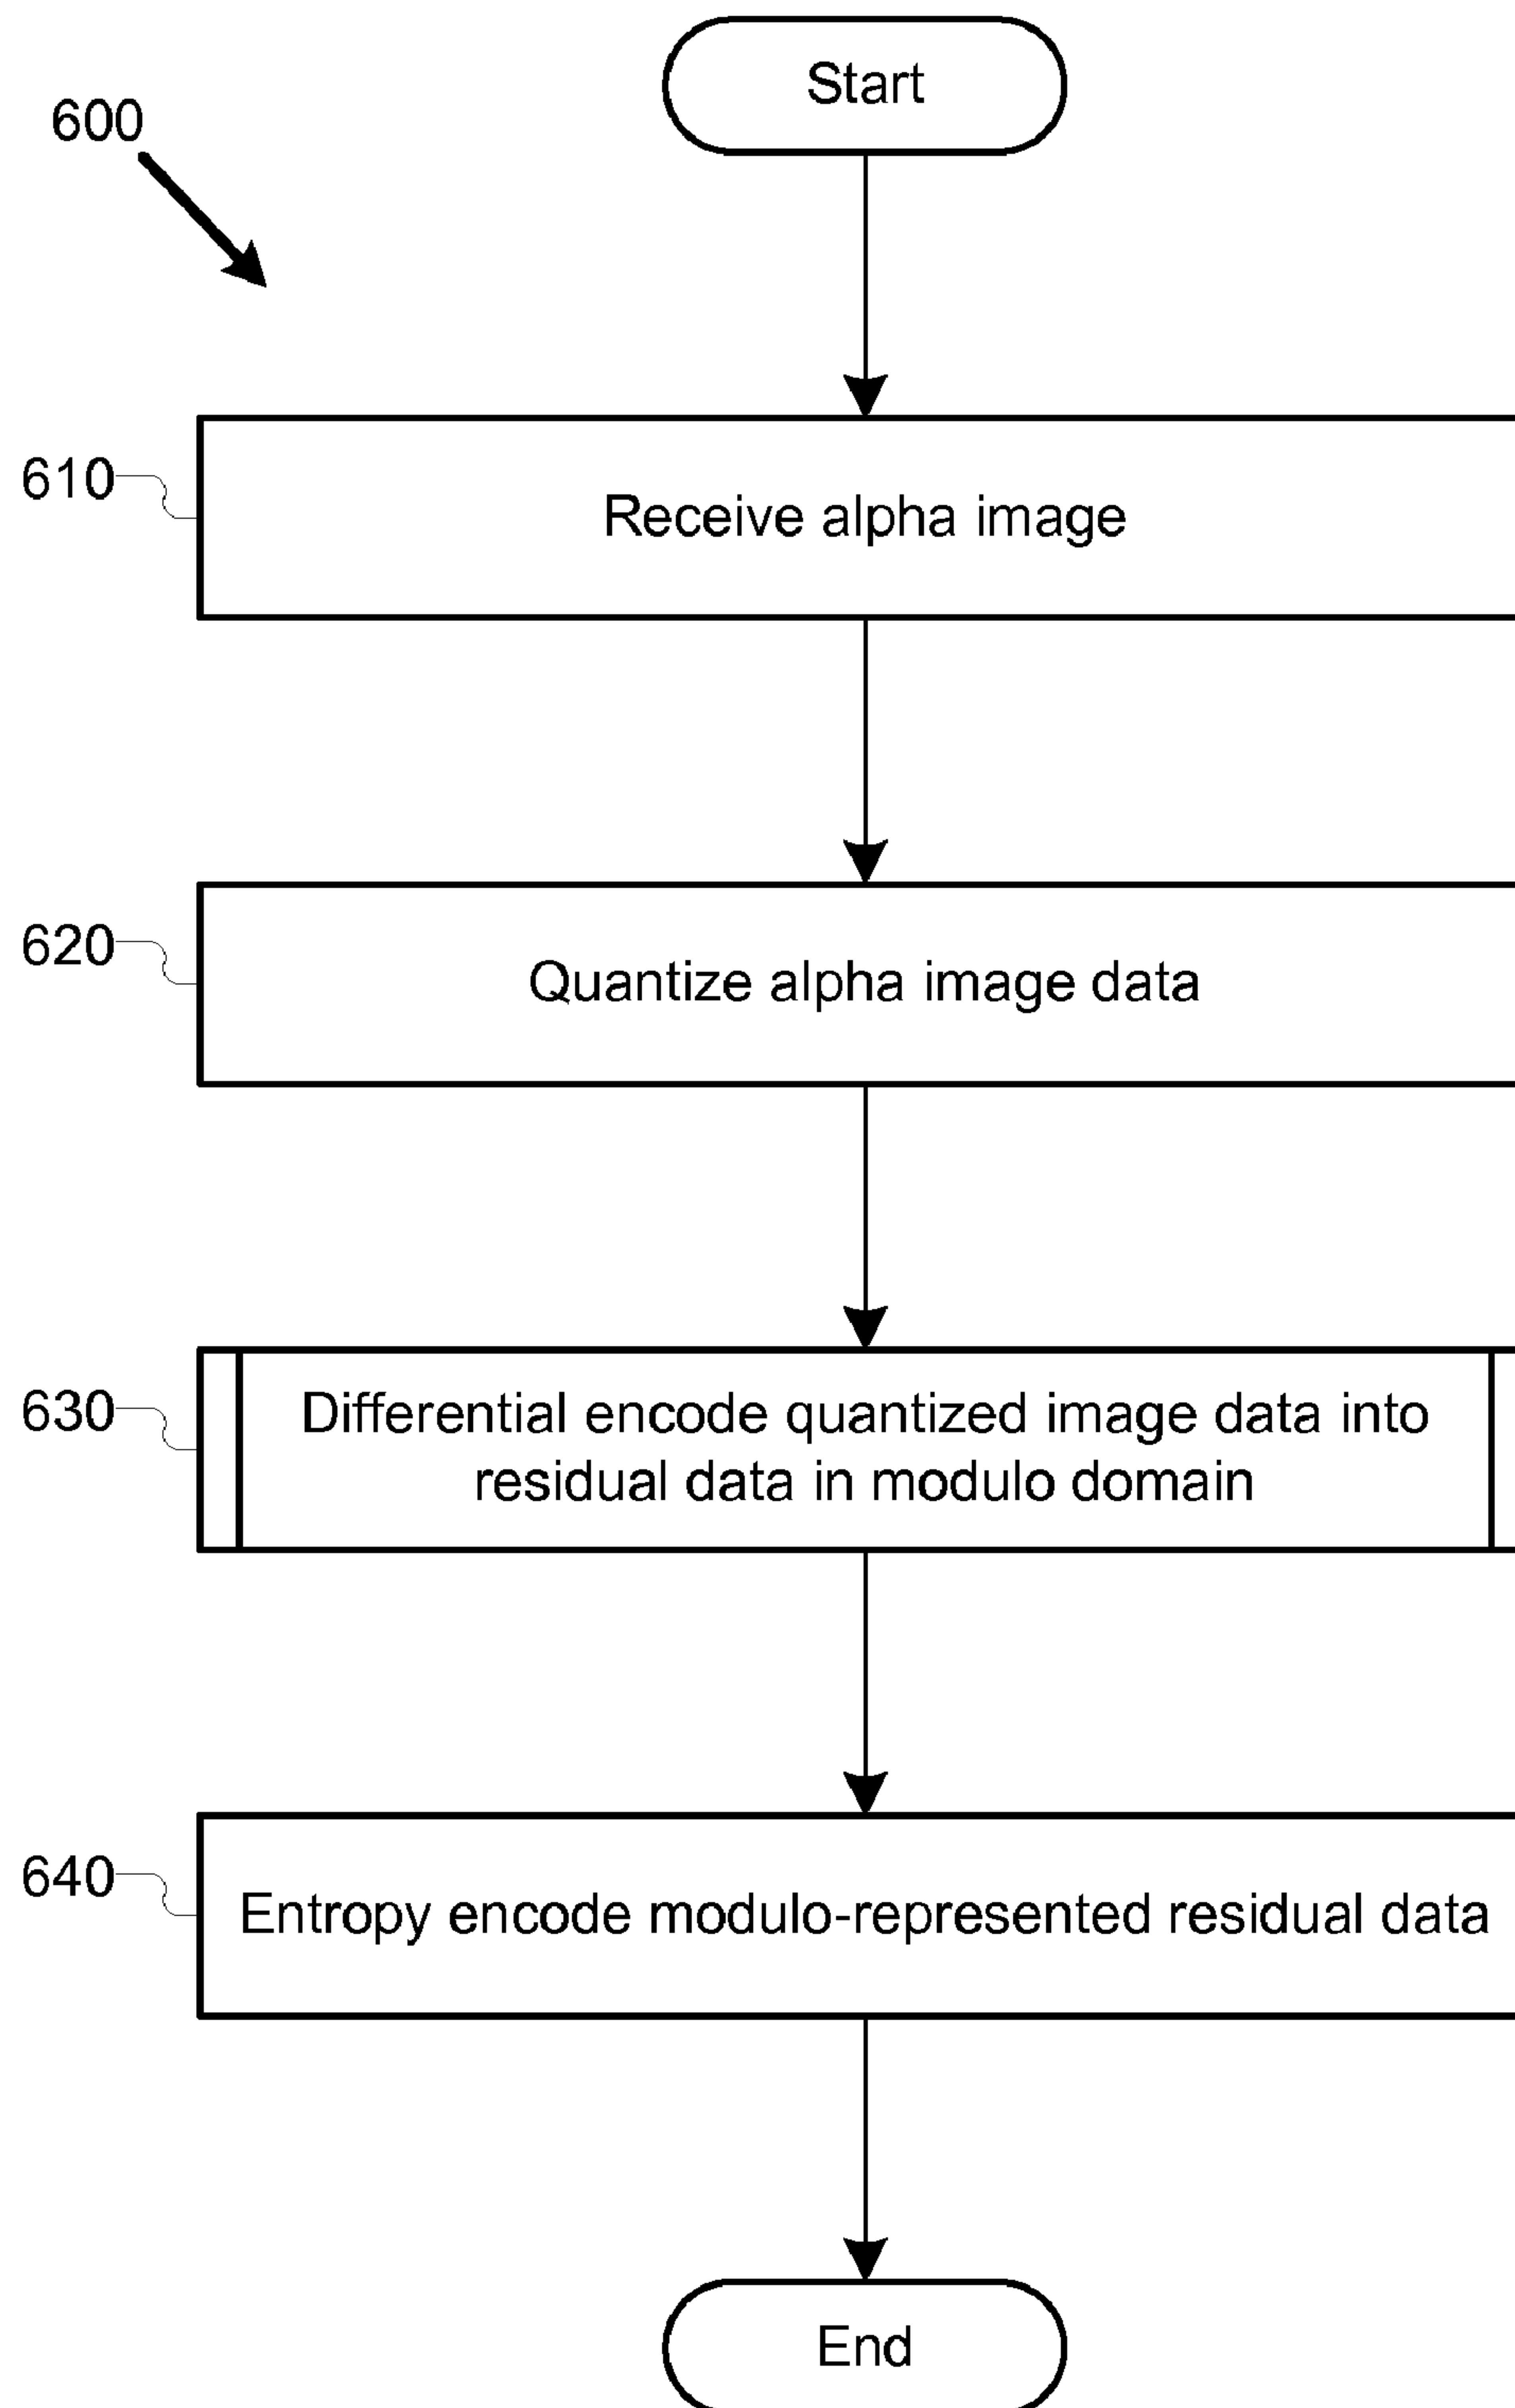 Start
600
610
Receive alpha image
620
Quantize alpha image data
630
Differential encode quantized image data into
residual data in modulo domain
640
Entropy encode modulo-represented residual data
End